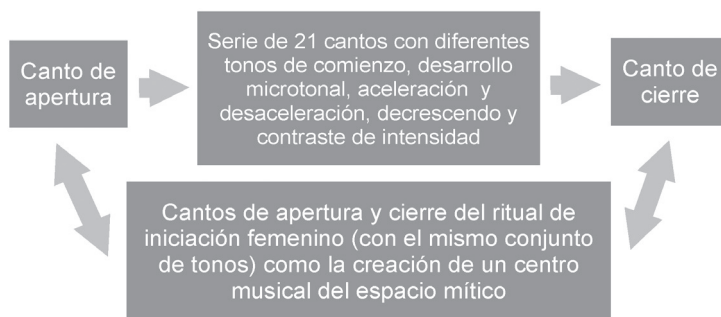 Canto de
apertura
Serie de 21 cantos con diferentes
tonos de comienzo, desarrollo
microtonal, aceleración y
desaceleración, decrescendo y
contraste de intensidad
Canto de
cierre
Cantos de apertura y cierre del ritual de
iniciación femenino (con el mismo conjunto
de tonos) como la creación de un centro
musical del espacio mítico